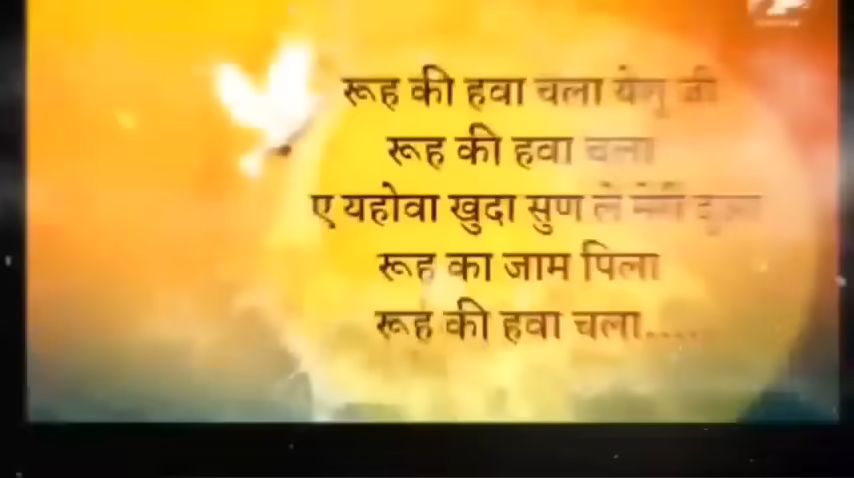 रूह की हवा चला येशु जी
रूह की हवा चला
ए यहोवा खुदा सुण ले मेरी दुआ
रूह का जाम पिला
रूह की हवा चला.....